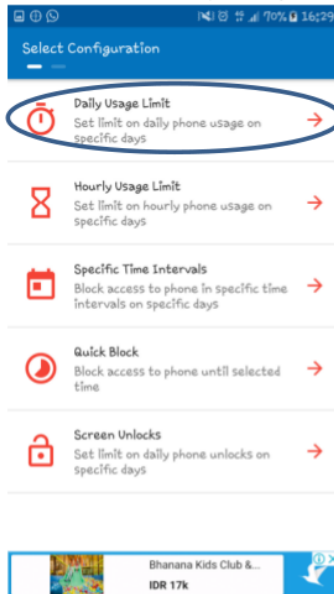 70% 16:29
Select Configuration
Daily Usage Limit
Set limit on daily phone usage on
specific days
Hourly Usage Limit
Set limit on hourly phone usage on
specific days
Specific Time Intervals
Block access to phone in specific time
intervals on specific days
Quick Block
Block access to phone until selected
time
Screen Unlocks
Set limit on daily phone unlocks on
specific days
Bhanana Kids Club &...
IDR 17k